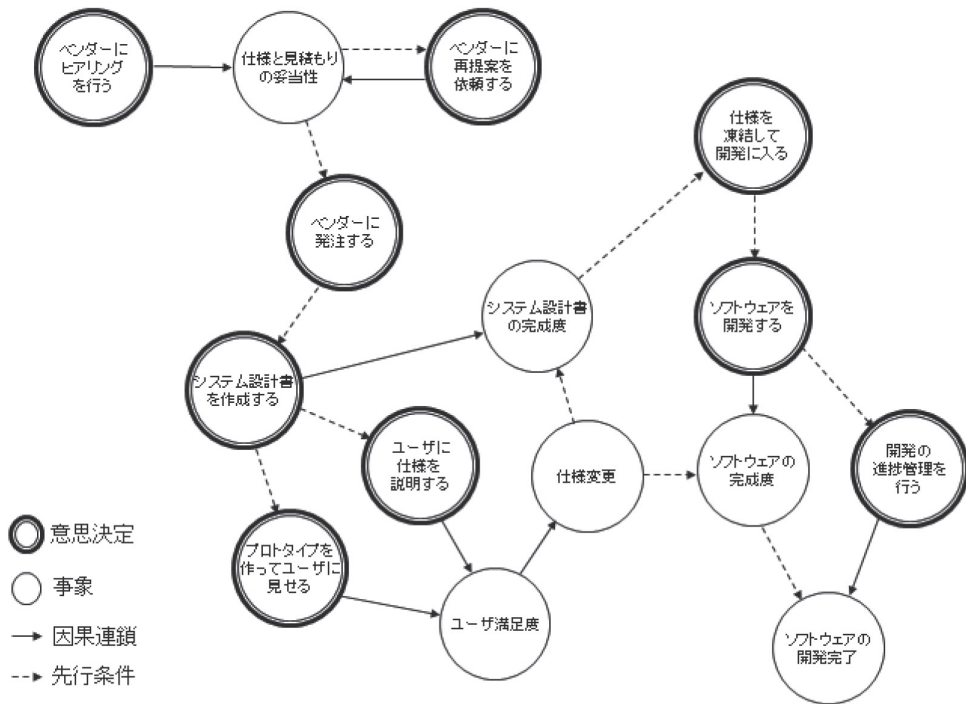 ベンダーに
ヒアリング
を行う
仕様と見積もり
の妥当性
ベンダーに
再提案を
依頼する
仕様を
凍結して
開発に入る
ベンダーに
発注する
システム設計書
の完成度
ソフトウェアを
開発する
システム設計書
を作成する
ユーザに
仕様を
説明する
仕様変更
ソフトウェアの
完成度
開発の
進捗管理を
行う
プロトタイプを
作ってユーザに
見せる
ユーザ満足度
ソフトウェアの
開発完了
意思決定
事象
因果連鎖
先行条件